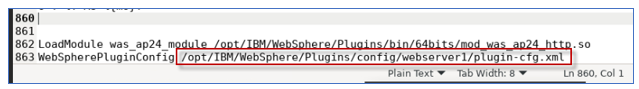 860
861
862 LoadModule was_ap24_module /opt/IBM/WebSphere/Plugins/bin/64bits/mod_was_ap24_http.so
863 WebSpherePluginConfig /opt/IBM/WebSphere/Plugins/config/webserver1/plugin-cfg.xml
Plain Text Tab Width: 8 Ln 860, Col 1